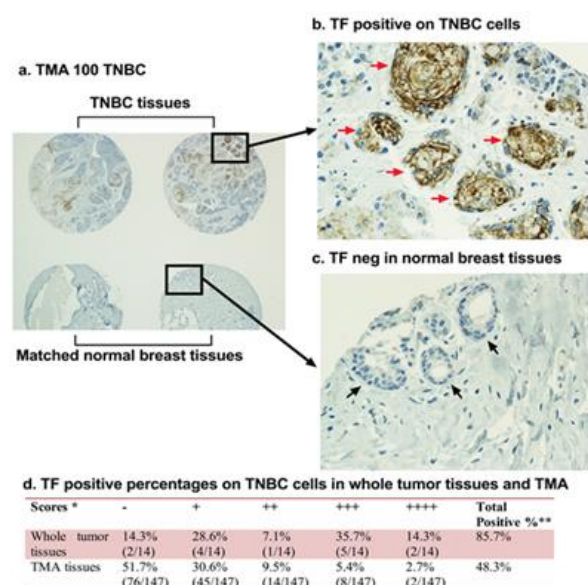 b. TF positive on TNBC cells
a. TMA 100 TNBC
TNBC tissues
c. TF neg in normal breast tissues
Matched normal breast tissues
d. TF positive percentages on TNBC cells in whole tumor tissues and TMA
Scores * - + ++ +++ ++++ Total
Positive %**
Whole tumor 14.3% 28.6% 7.1% 35.7% 14.3% 85.7%
tissues (2/14) (4/14) (1/14) (5/14) (2/14)
TMA tissues 51.7% 30.6% 9.5% 5.4% 2.7% 48.3%
(76/147) (45/147) (14/147) (8/147) (2/147)